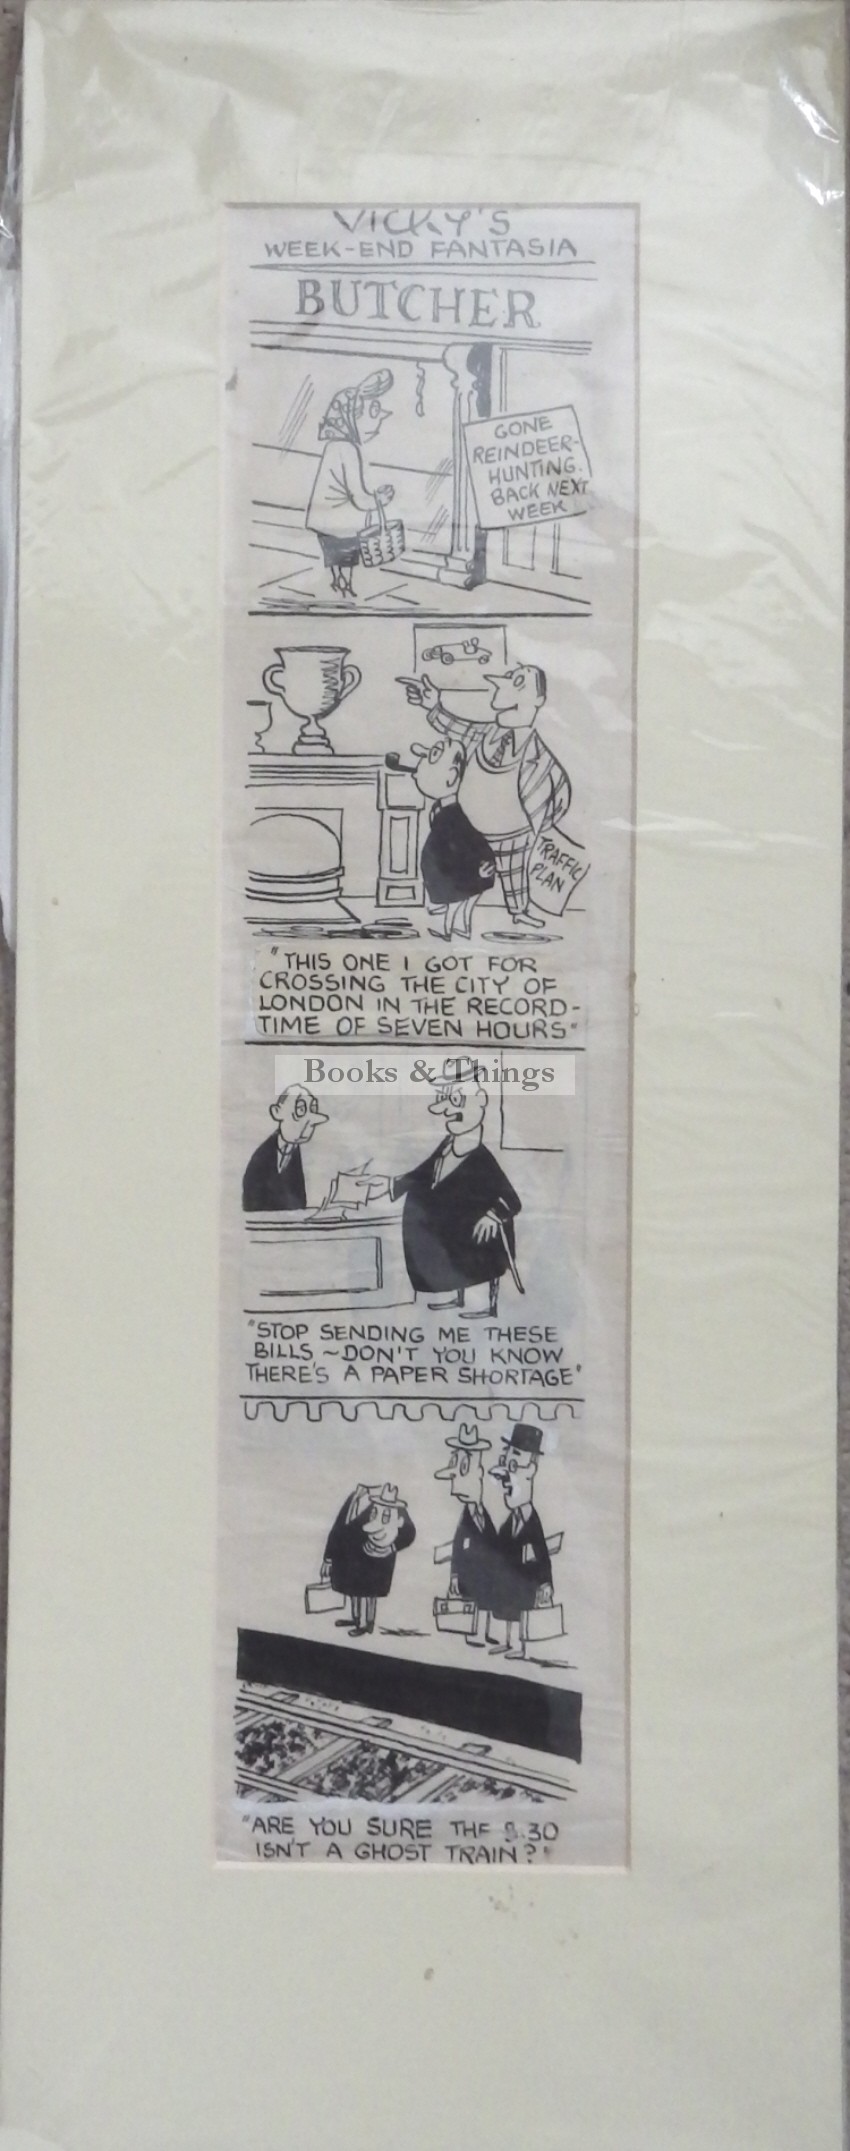 VICKY'S
WEEK-END FANTASIA
BUTCHER
GONE
REINDEER-
HUNTING.
BACK NEXT
WEEK
TRAFFIC
PLAN
"THIS ONE I GOT FOR
CROSSING THE CITY OF
LONDON IN THE RECORD-
TIME OF SEVEN HOURS"
Books & Things
"STOP SENDING ME THESE
BILLS ~ DON'T YOU KNOW
THERE'S A PAPER SHORTAGE"
"ARE YOU SURE THE 8.30
ISN'T A GHOST TRAIN?"